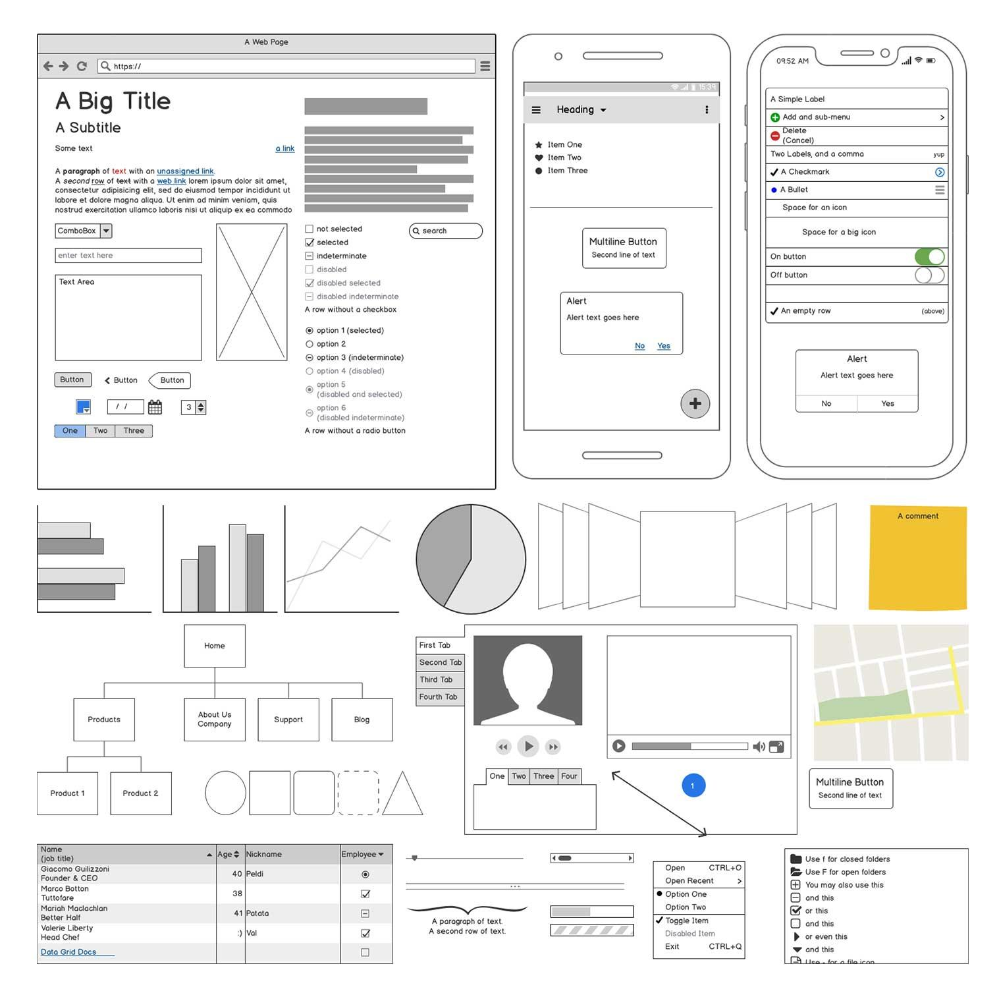 A Web Page
https://
A Big Title
A Subtitle
Some text
a link
A paragraph of text with an unassigned link.
A second row of text with a web link lorem ipsum dolor sit amet,
consectetur adipisicing elit, sed do eiusmod tempor incididunt ut
labore et dolore magna aliqua. Ut enim ad minim veniam, quis
nostrud exercitation ullamco laboris nisi ut aliquip ex ea commodo
ComboBox
enter text here
Text Area
Button
Button
Button
/ /
3
One
Two
Three
not selected
selected
indeterminate
disabled
disabled selected
disabled indeterminate
A row without a checkbox
search
option 1 (selected)
option 2
option 3 (indeterminate)
option 4 (disabled)
option 5
(disabled and selected)
option 6
(disabled indeterminate)
A row without a radio button
15:39
Heading
Item One
Item Two
Item Three
Multiline Button
Second line of text
Alert
Alert text goes here
No
Yes
09:52 AM
A Simple Label
Add and sub-menu
Delete
(Cancel)
Two Labels, and a comma
yup
A Checkmark
A Bullet
Space for an icon
Space for a big icon
On button
Off button
An empty row
(above)
Alert
Alert text goes here
No
Yes
A comment
Home
Products
About Us
Company
Support
Blog
Product 1
Product 2
First Tab
Second Tab
Third Tab
Fourth Tab
One
Two
Three
Four
1
Multiline Button
Second line of text
Name
(job title)
Age
Nickname
Employee
Giacomo Guilizzoni
Founder & CEO
40
Peldi
Marco Botton
Tuttofare
38
Mariah Maclachlan
Better Half
41
Patata
Valerie Liberty
Head Chef
:)
Val
Data Grid Docs
A paragraph of text.
A second row of text.
Open CTRL+O
Open Recent
Option One
Option Two
Toggle Item
Disabled Item
Exit CTRL+Q
Use f for closed folders
Use F for open folders
You may also use this
and this
or this
and this
or even this
and this
Use - for a file icon